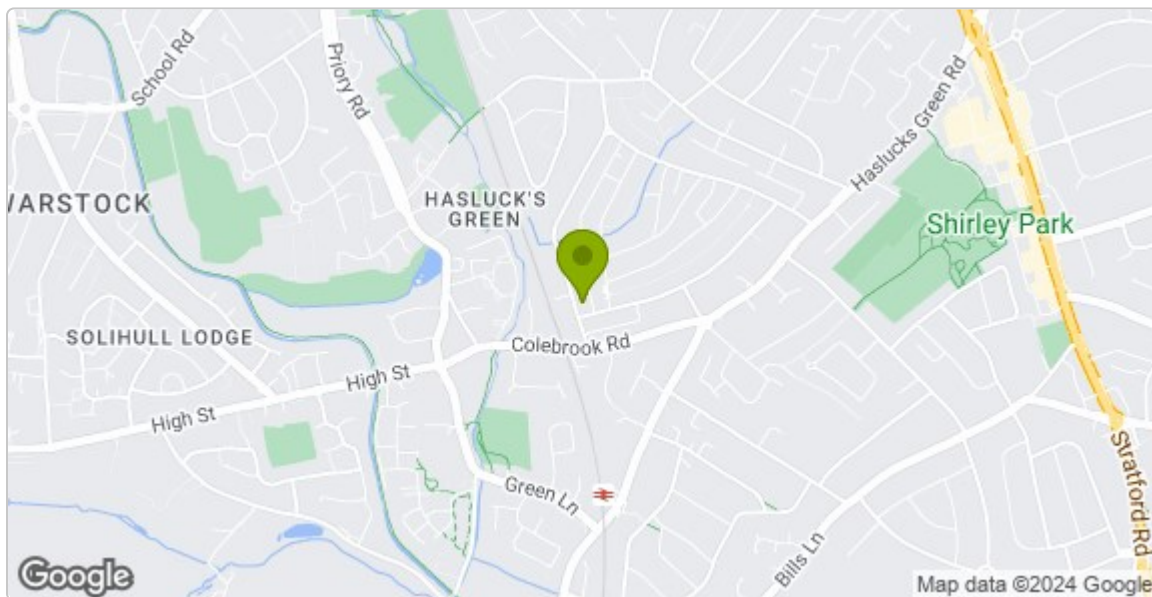 School Rd
Priory Rd
Haslucks Green Rd
WARSTOCK
HASLUCK'S
GREEN
Shirley Park
SOLIHULL LODGE
Colebrook Rd
High St
High St
Green Ln
Bills Ln
Stratford Rd
Google
Map data ©2024 Google